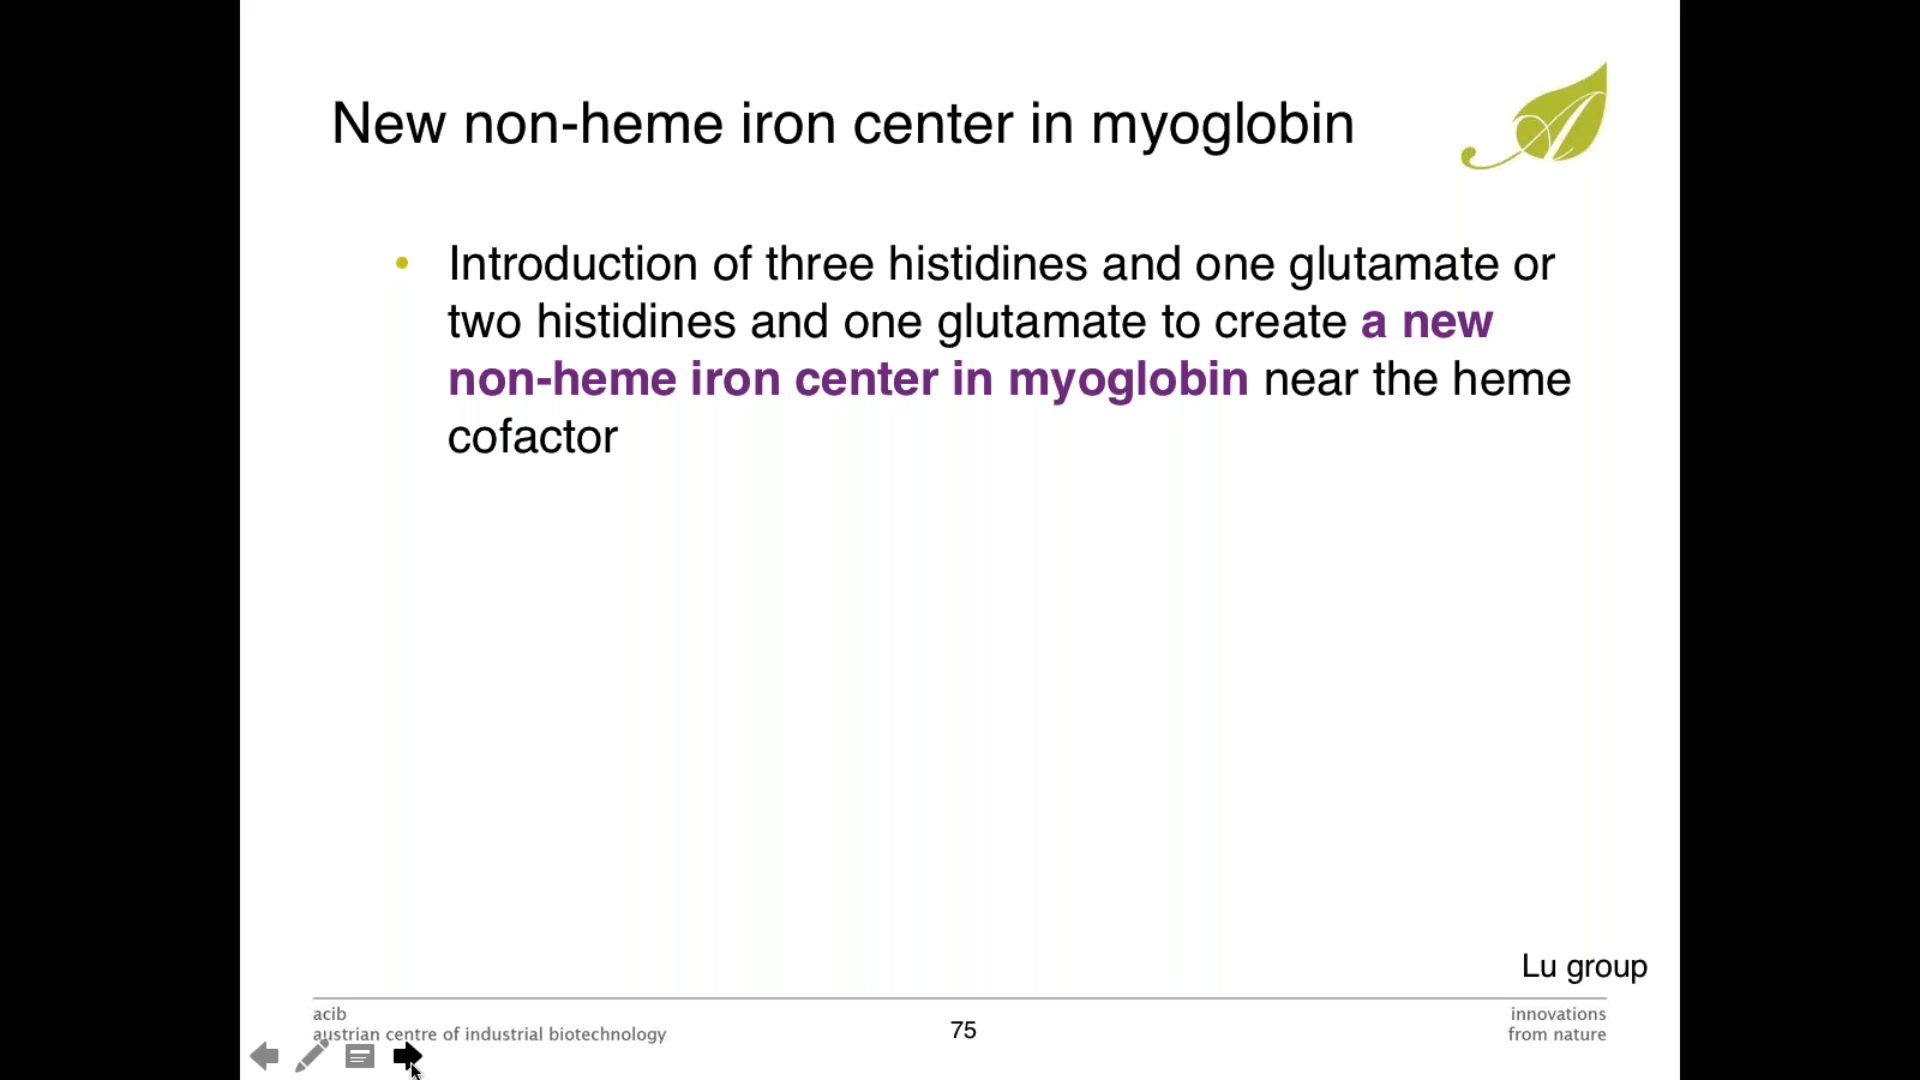 New non-heme iron center in myoglobin
• Introduction of three histidines and one glutamate or
two histidines and one glutamate to create a new
non-heme iron center in myoglobin near the heme
cofactor
Lu group
acib
austrian centre of industrial biotechnology
75
innovations
from nature